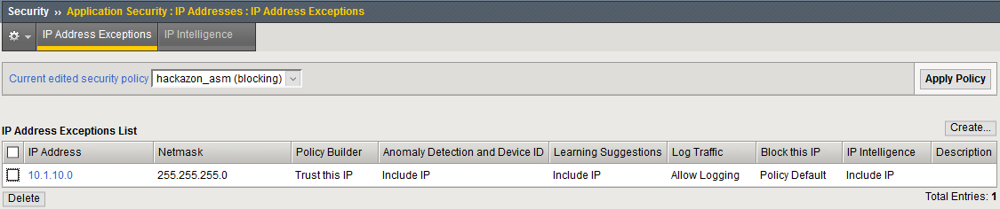 Security ›› Application Security : IP Addresses : IP Address Exceptions
IP Address Exceptions IP Intelligence
Current edited security policy hackazon_asm (blocking) Apply Policy
IP Address Exceptions List Create...
IP Address Netmask Policy Builder Anomaly Detection and Device ID Learning Suggestions Log Traffic Block this IP IP Intelligence Description
10.1.10.0 255.255.255.0 Trust this IP Include IP Include IP Allow Logging Policy Default Include IP
Delete Total Entries: 1